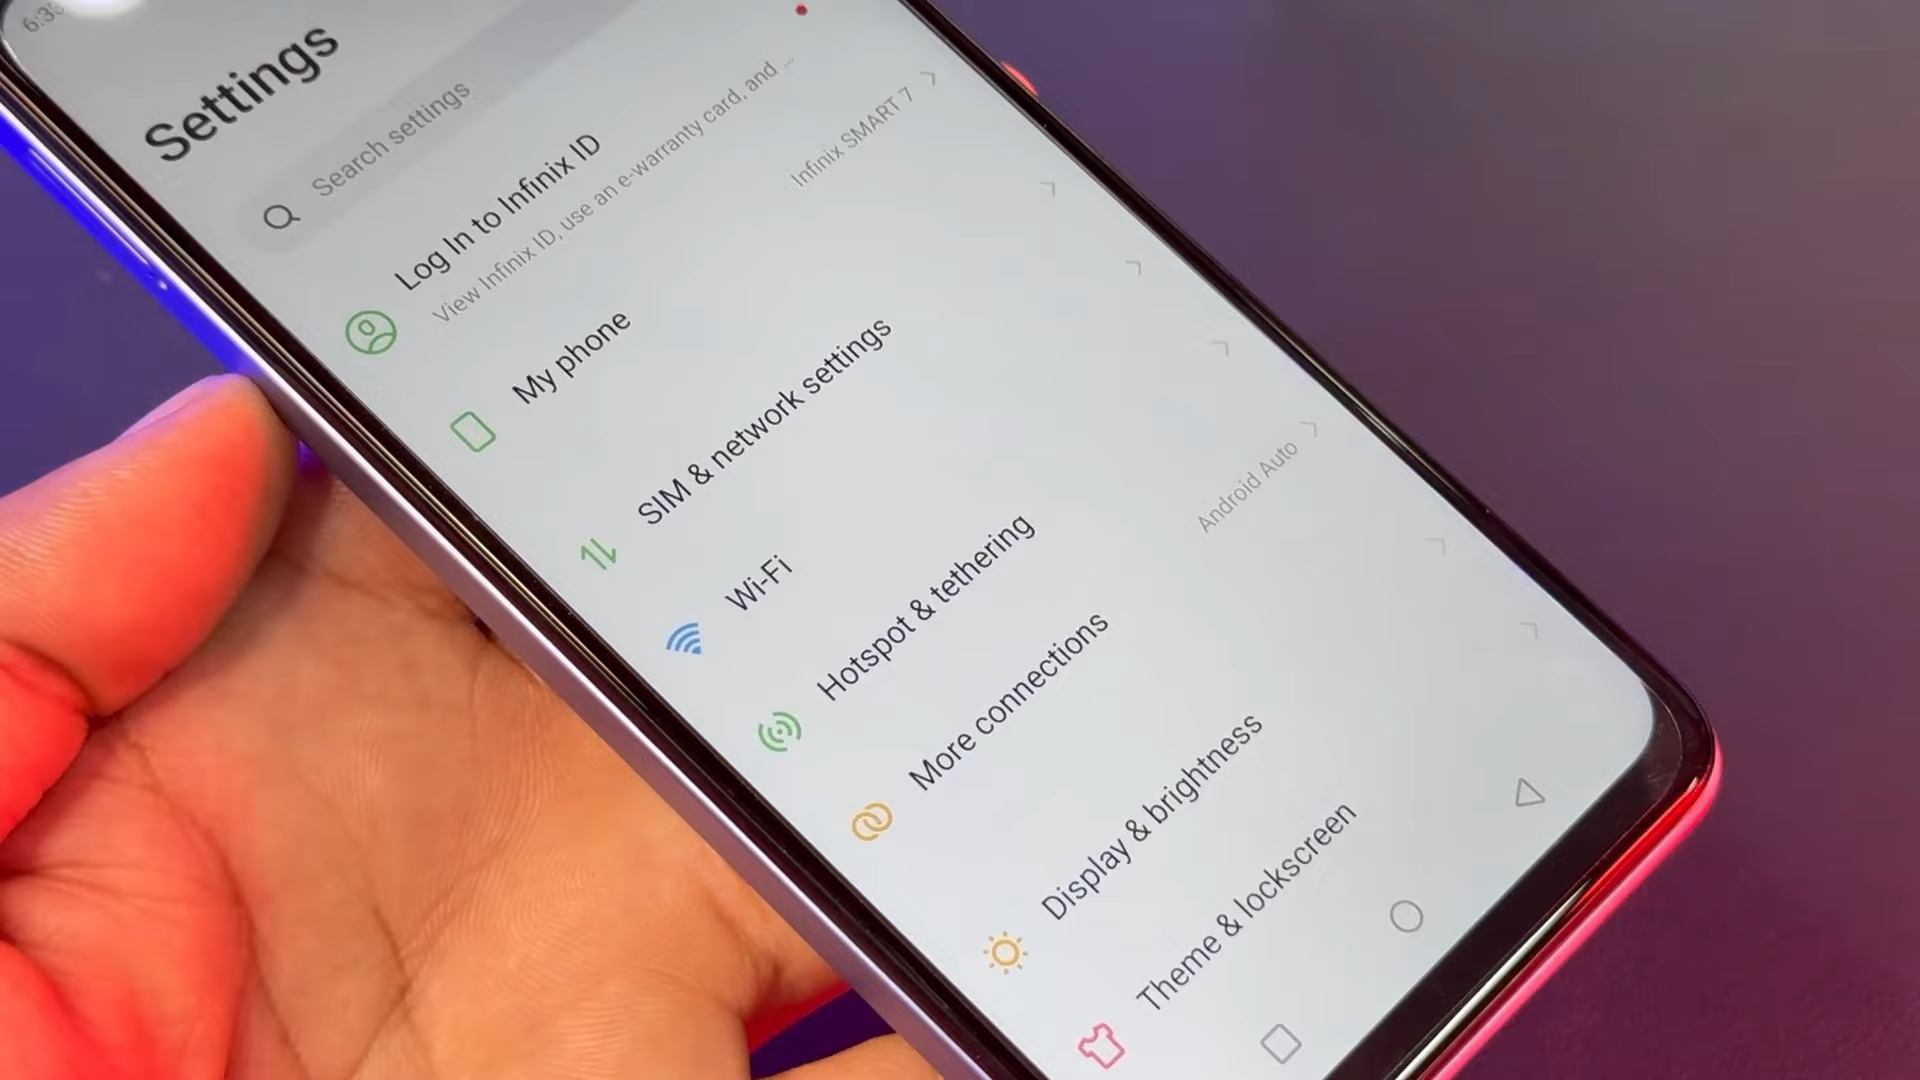 Settings
Search settings
Log In to Infinix ID
View Infinix ID, use an e-warranty card, and ...
My phone
Infinix SMART 7
SIM & network settings
Wi-Fi
Hotspot & tethering
More connections
Android Auto
Display & brightness
Theme & lockscreen